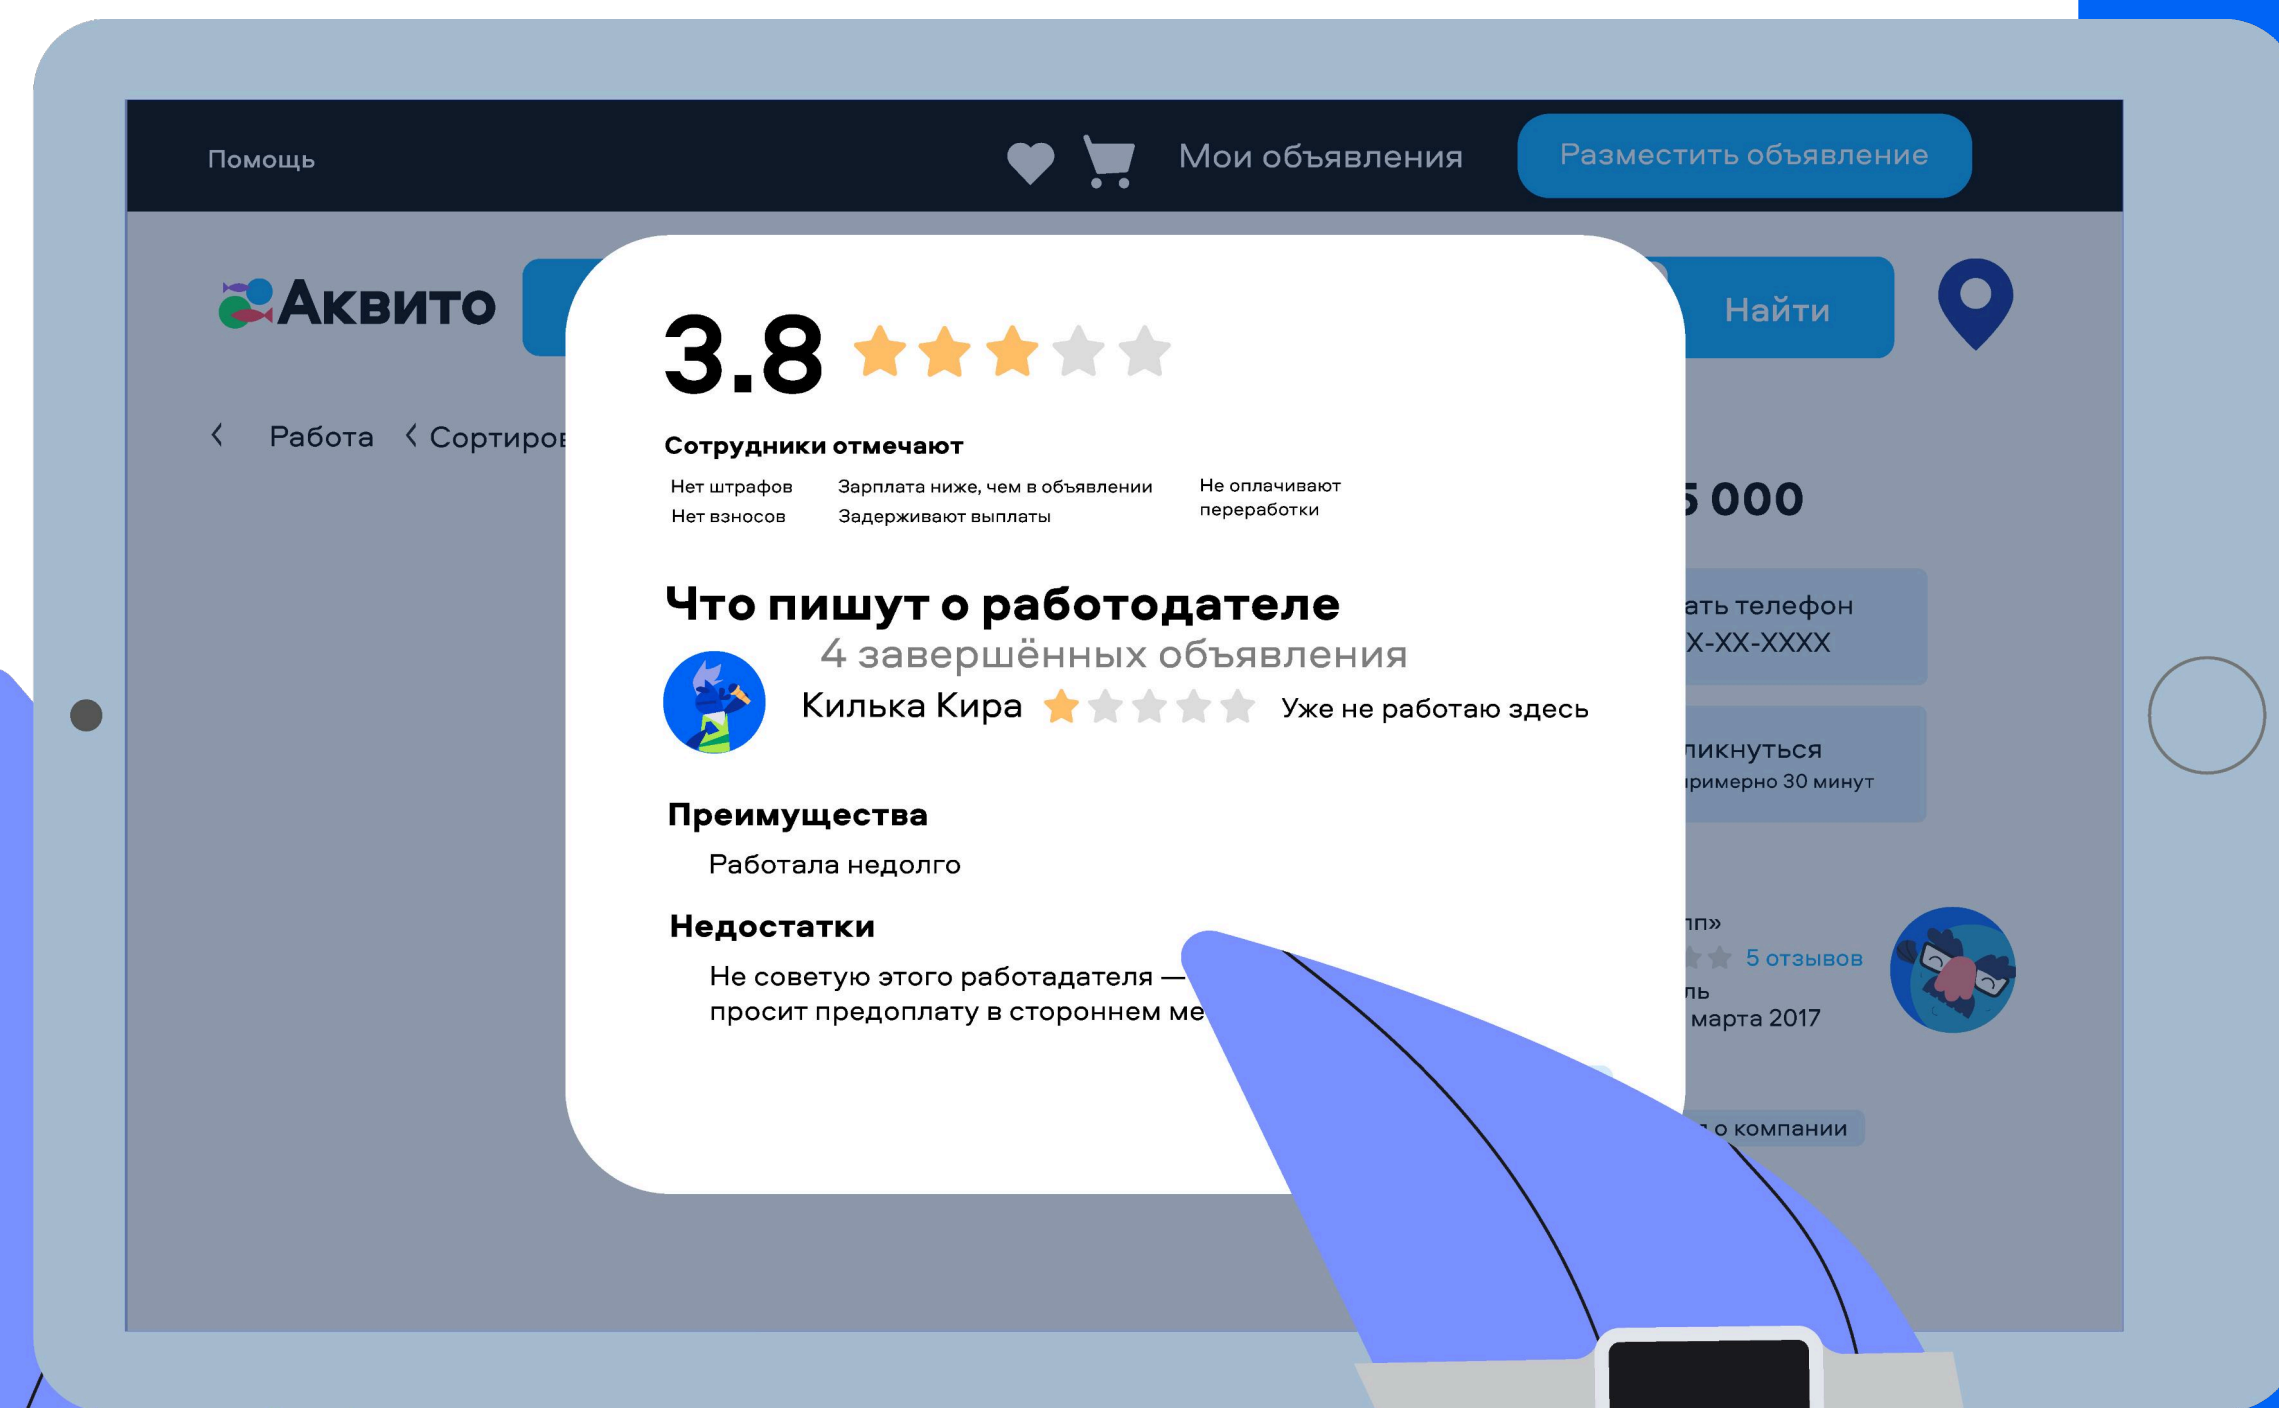 Помощь
Мои объявления
Разместить объявление
Аквито
Найти
Работа
3.8
Сотрудники отмечают
Нет штрафов
Зарплата ниже, чем в объявлении
Не оплачивают
Нет взносов
Задерживают выплаты
переработки
000
Что пишут о работодателе
4 завершённых объявления
Килька Кира
Уже не работаю здесь
телефон
Х-ХХ-ХХХХ
примерно 30 минут
Преимущества
Работала недолго
Недостатки
Не советую этого работадателя —
просит предоплату в стороннем
5 отзывов
марта 2017
о компании